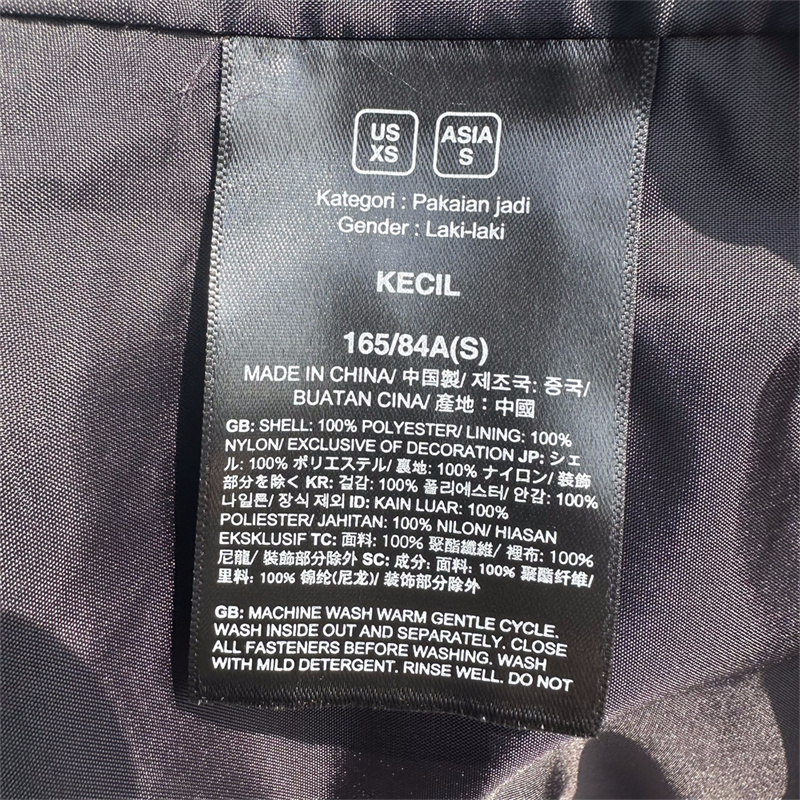 US
XS
ASIA
S
Kategori : Pakaian jadi
Gender : Laki-laki
KECIL
165/84A(S)
MADE IN CHINA/ 中国製/ 제조국: 중국/
BUATAN CINA/ 產地：中國
GB: SHELL: 100% POLYESTER/ LINING: 100%
NYLON/ EXCLUSIVE OF DECORATION JP: シェ
ル: 100% ポリエステル/ 裏地: 100% ナイロン/ 装飾
部分を除く KR: 겉감: 100% 폴리에스터/ 안감: 100%
나일론/ 장식 제외 ID: KAIN LUAR: 100%
POLIESTER/ JAHITAN: 100% NILON/ HIASAN
EKSKLUSIF TC: 面料: 100% 聚酯纖維/ 裡布: 100%
尼龍/ 裝飾部分除外 SC: 成分: 面料: 100% 聚酯纤维/
里料: 100% 锦纶(尼龙)/ 装饰部分除外
GB: MACHINE WASH WARM GENTLE CYCLE.
WASH INSIDE OUT AND SEPARATELY. CLOSE
ALL FASTENERS BEFORE WASHING. WASH
WITH MILD DETERGENT. RINSE WELL. DO NOT